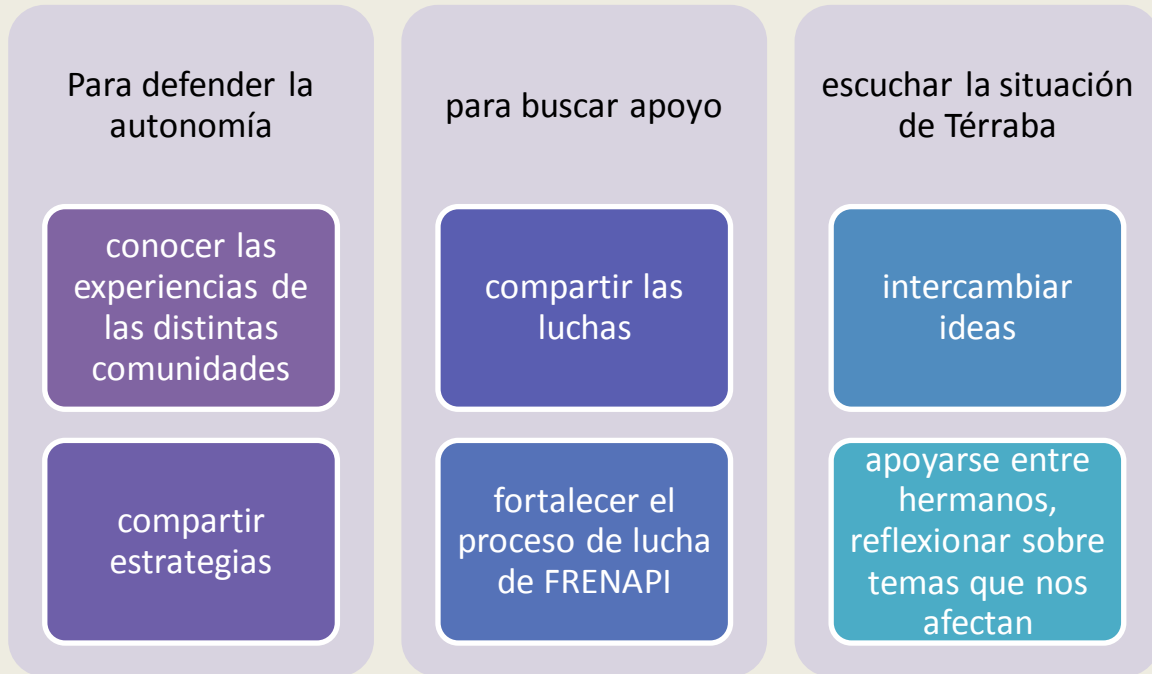 Para defender la
autonomía
conocer las
experiencias de
las distintas
comunidades
compartir
estrategias
para buscar apoyo
compartir las
luchas
fortalecer el
proceso de lucha
de FRENAPI
escuchar la situación
de Térraba
intercambiar
ideas
apoyarse entre
hermanos,
reflexionar sobre
temas que nos
afectan